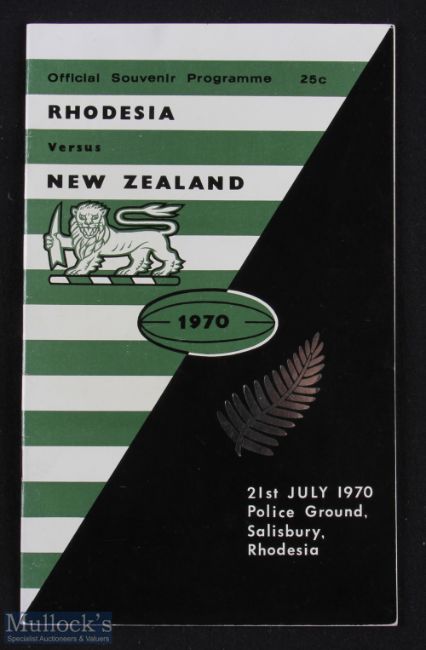 Official Souvenir Programme 25c
RHODESIA
Versus
NEW ZEALAND
1970
21st JULY 1970
Police Ground,
Salisbury,
Rhodesia
Mullock's
Specialist Auctioneers & Valuers